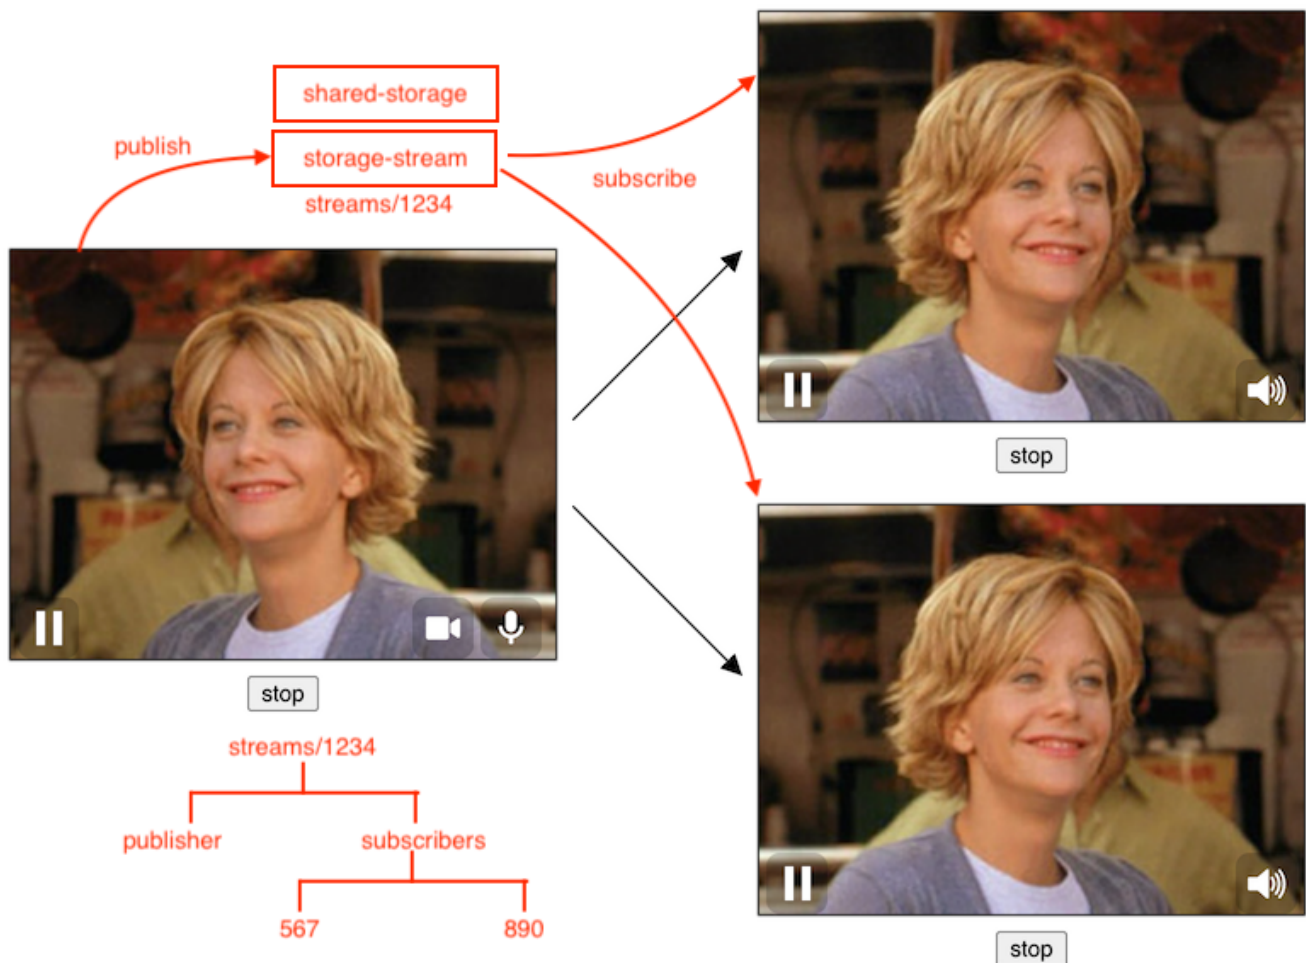 shared-storage
publish
storage-stream
subscribe
streams/1234
stop
stop
streams/1234
publisher
subscribers
567
890
stop